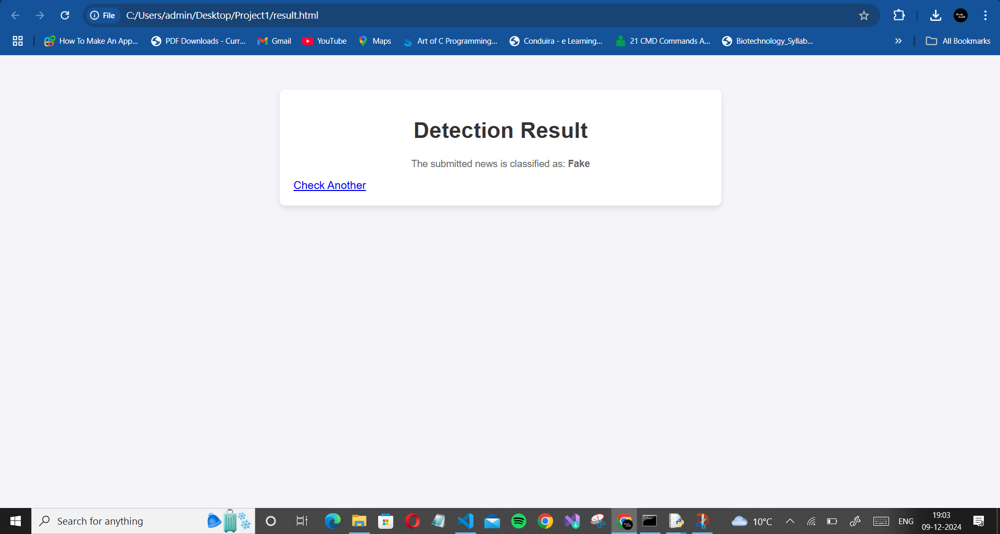 File C:/Users/admin/Desktop/Project1/result.html
How To Make An App... PDF Downloads - Curr... Gmail YouTube Maps Art of C Programming... Conduira - e Learning... 21 CMD Commands A... Biotechnology_Syllab... All Bookmarks
Detection Result
The submitted news is classified as: Fake
Check Another
Search for anything
10°C
ENG
19:03
09-12-2024